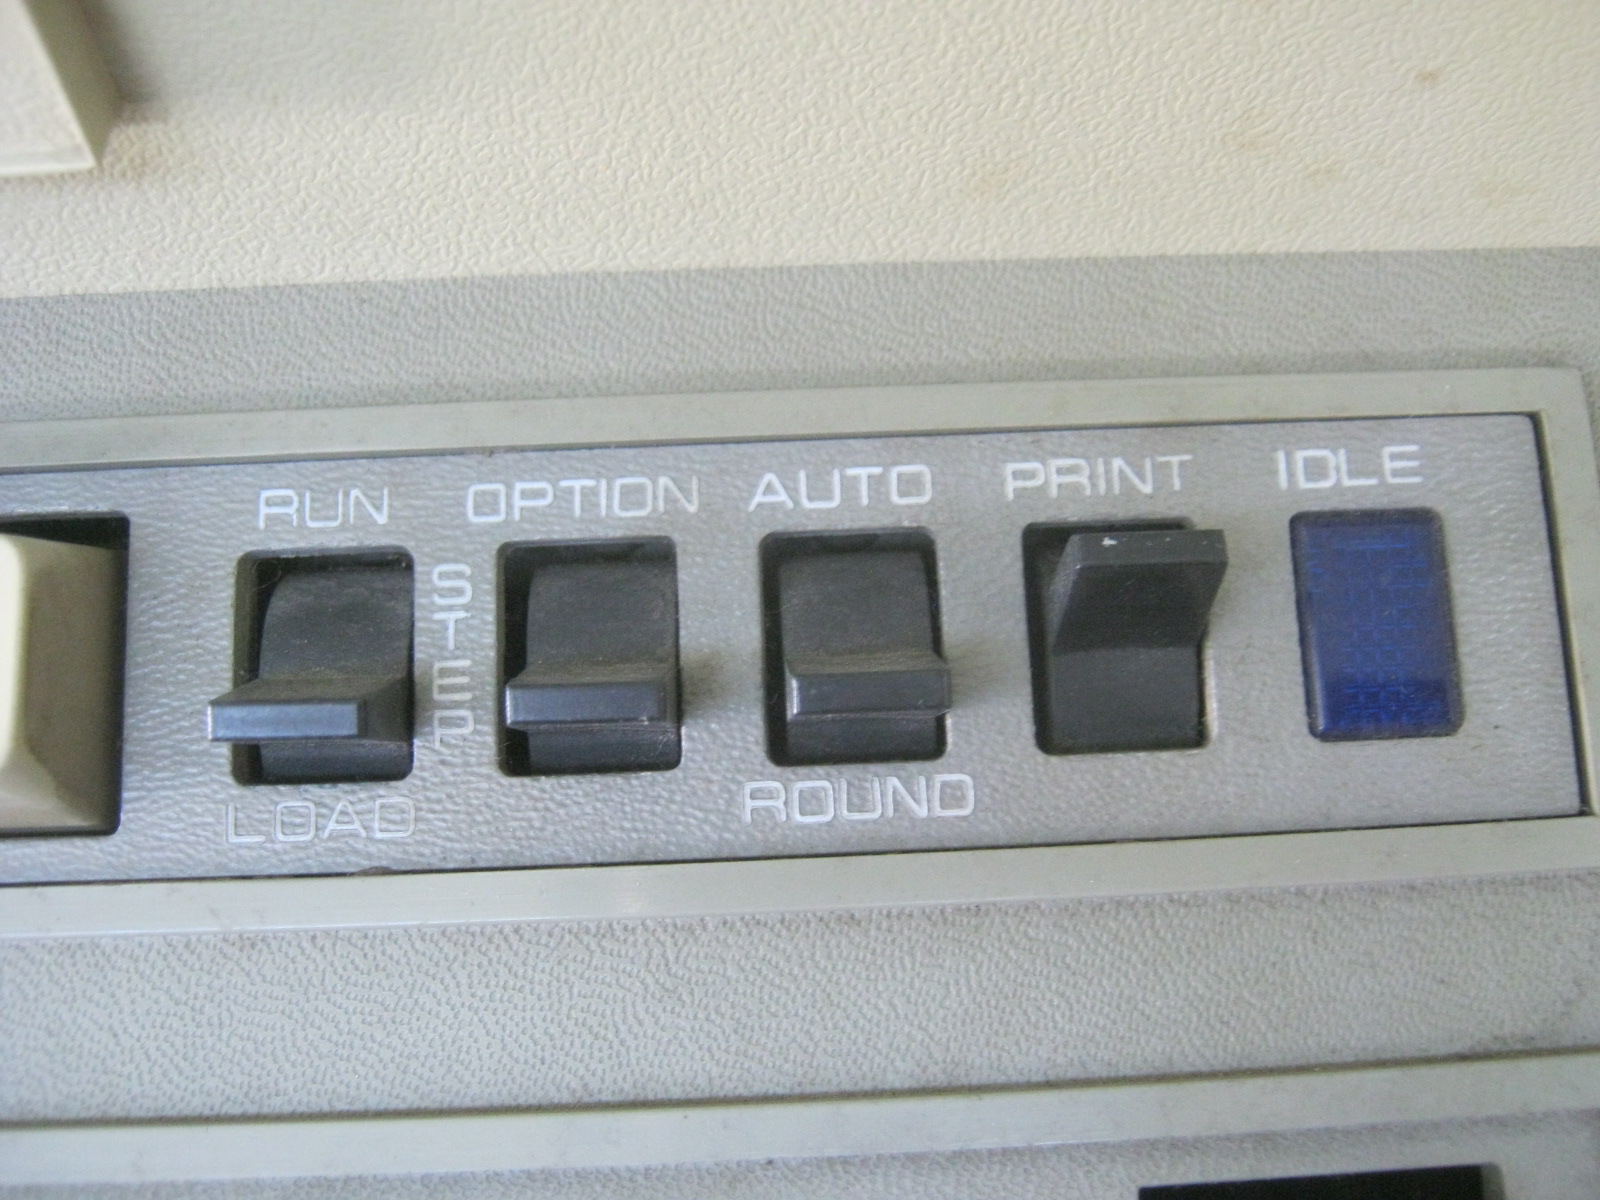 RUN OPTION AUTO PRINT IDLE
STEP
LOAD ROUND